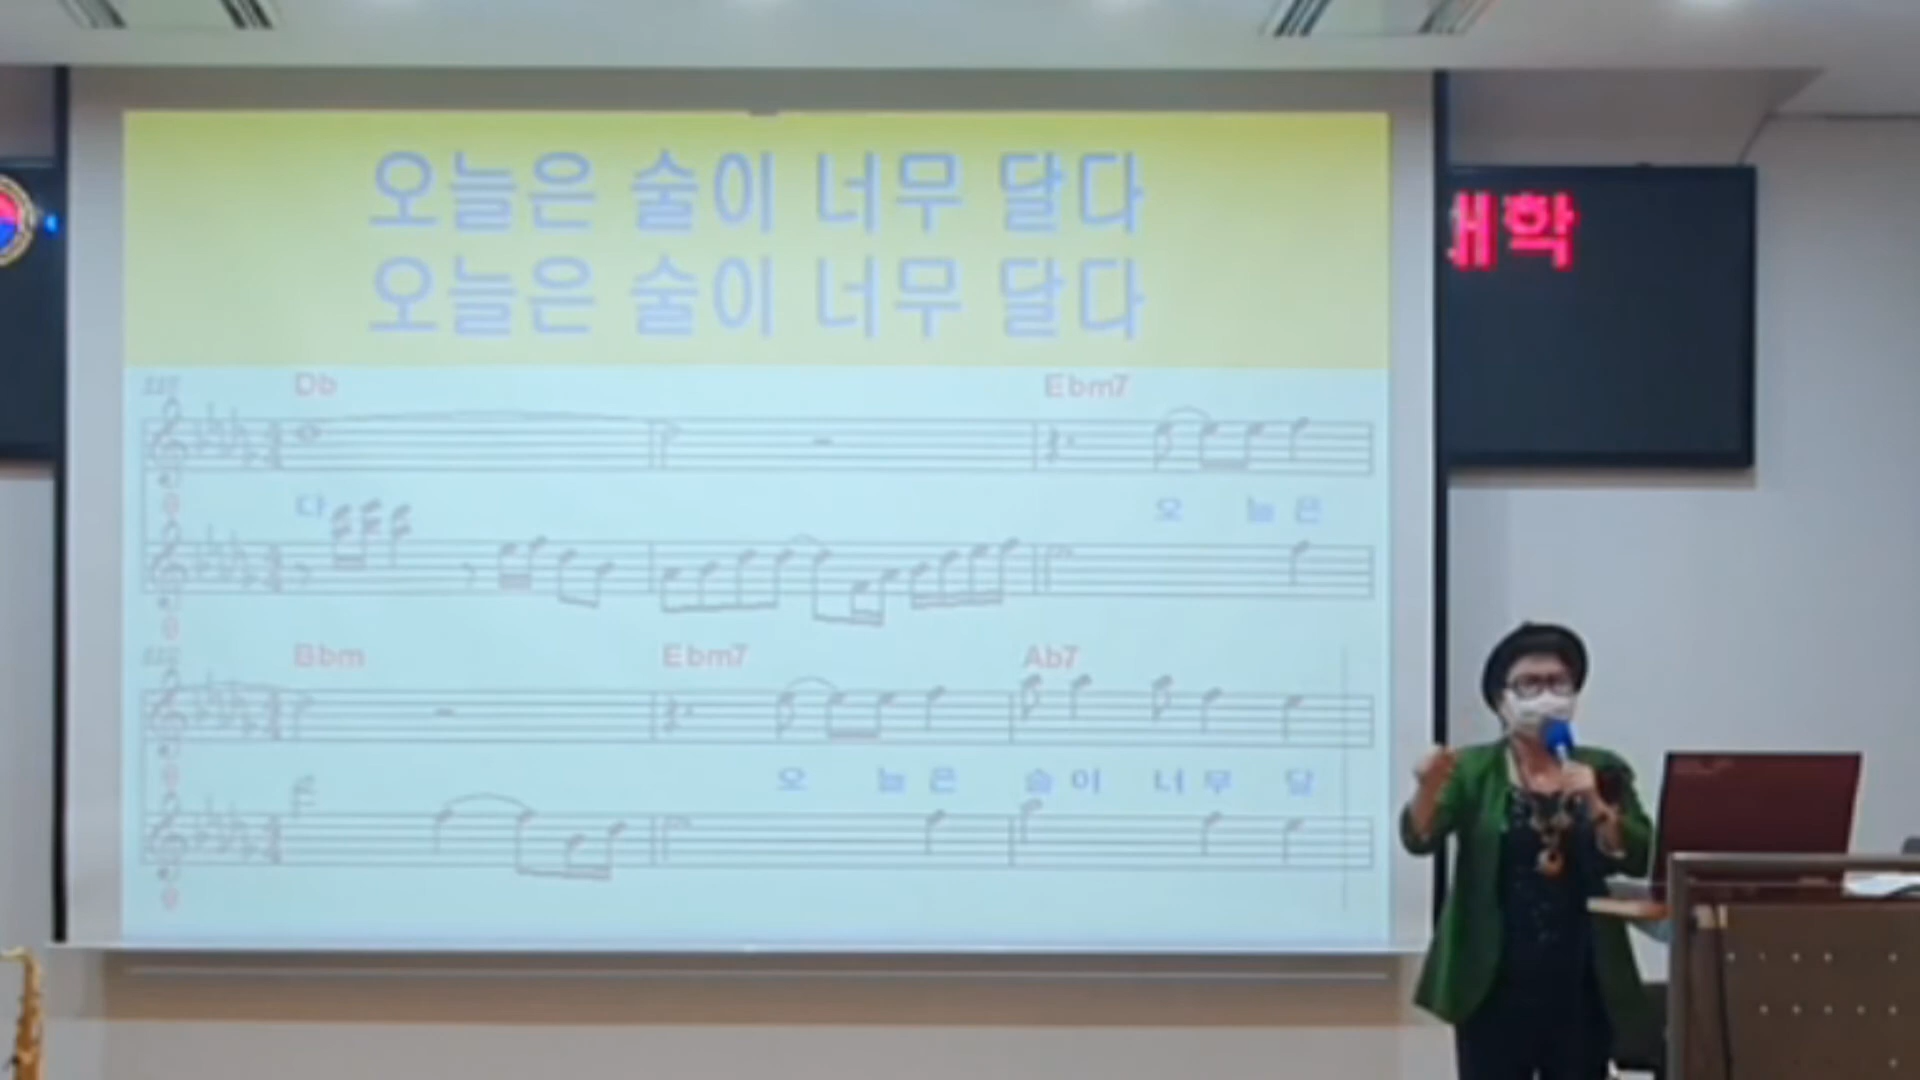 오늘은 술이 너무 달다
오늘은 술이 너무 달다
Db Ebm7
다 오 늘 은
Bbm Ebm7 Ab7
오 늘 은 술 이 너 무 달
학